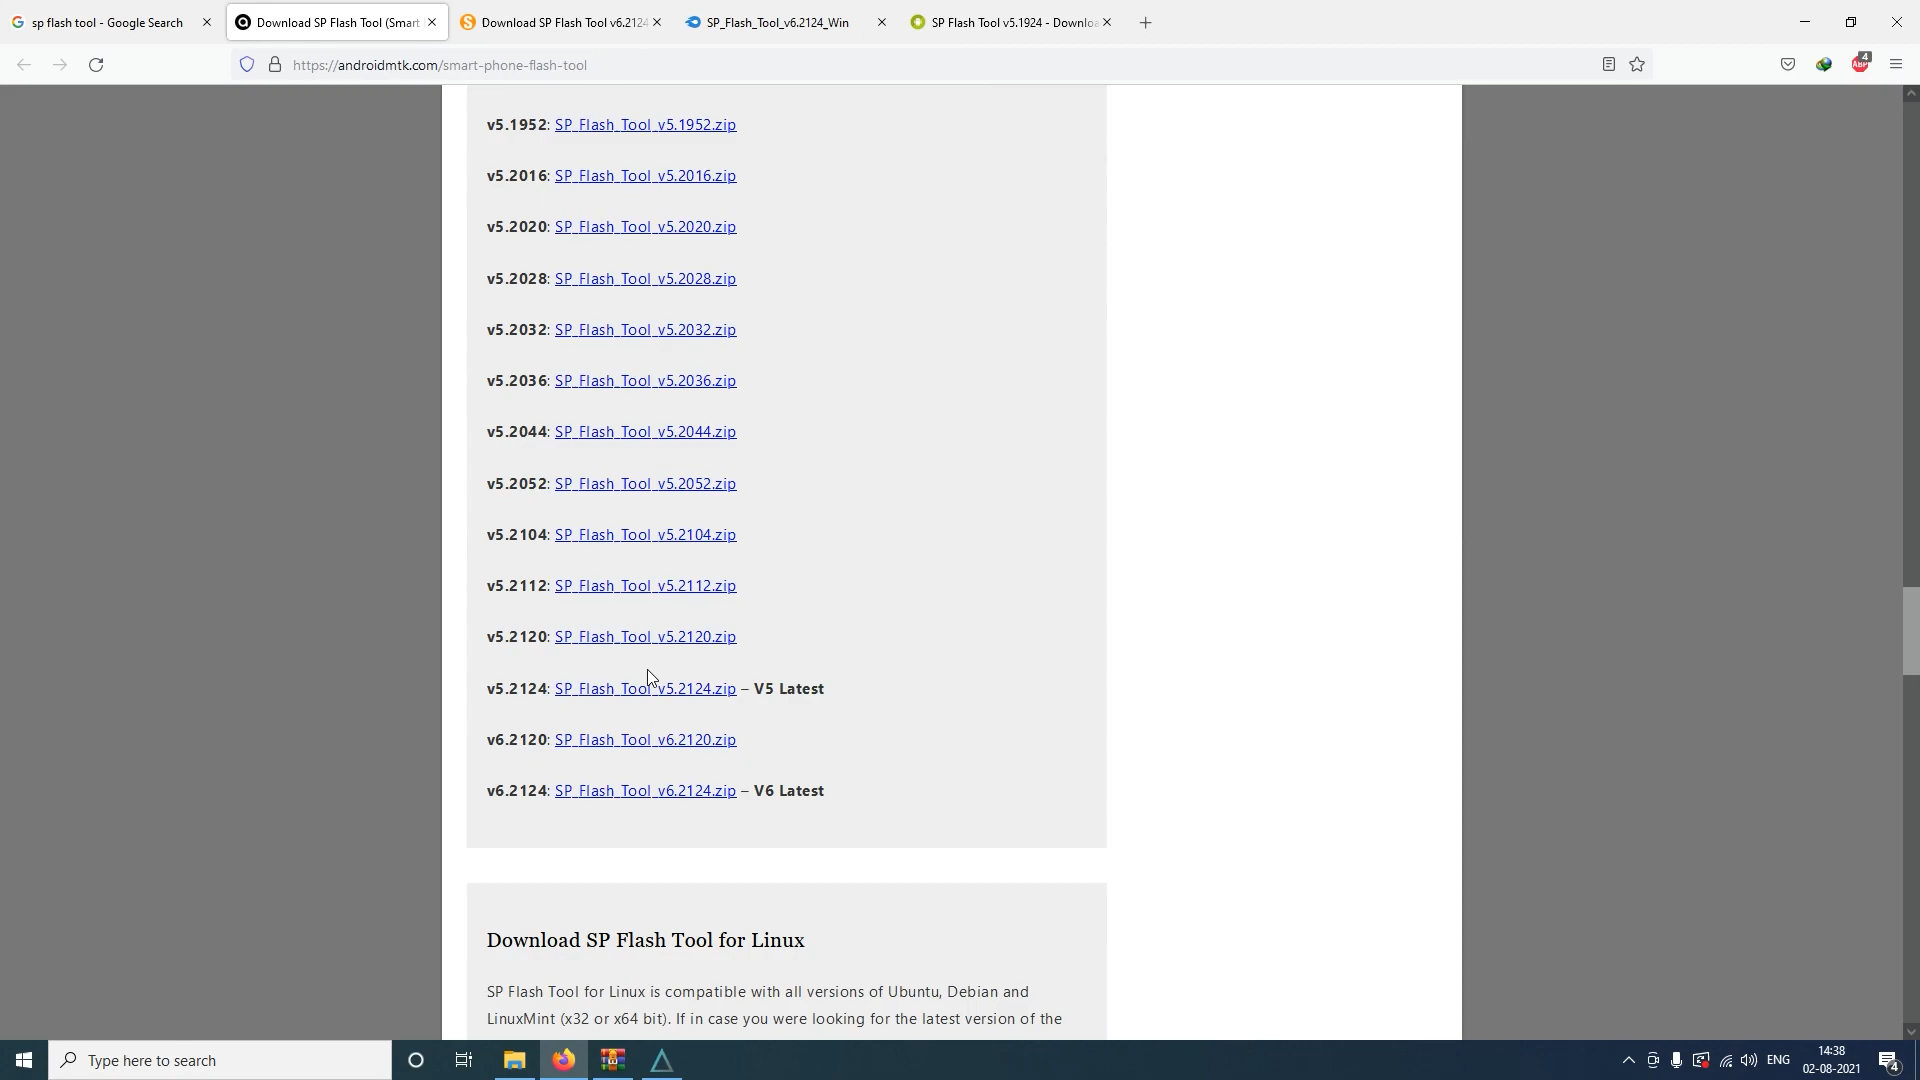 sp flash tool - Google Search
Download SP Flash Tool (Smart
Download SP Flash Tool v6.2124
SP_Flash_Tool_v6.2124_Win
SP Flash Tool v5.1924 - Downloa
https://androidmtk.com/smart-phone-flash-tool
4
ABP
v5.1952: SP_Flash_Tool_v5.1952.zip
v5.2016: SP_Flash_Tool_v5.2016.zip
v5.2020: SP_Flash_Tool_v5.2020.zip
v5.2028: SP_Flash_Tool_v5.2028.zip
v5.2032: SP_Flash_Tool_v5.2032.zip
v5.2036: SP_Flash_Tool_v5.2036.zip
v5.2044: SP_Flash_Tool_v5.2044.zip
v5.2052: SP_Flash_Tool_v5.2052.zip
v5.2104: SP_Flash_Tool_v5.2104.zip
v5.2112: SP_Flash_Tool_v5.2112.zip
v5.2120: SP_Flash_Tool_v5.2120.zip
v5.2124: SP_Flash_Tool_v5.2124.zip – V5 Latest
v6.2120: SP_Flash_Tool_v6.2120.zip
v6.2124: SP_Flash_Tool_v6.2124.zip – V6 Latest
Download SP Flash Tool for Linux
SP Flash Tool for Linux is compatible with all versions of Ubuntu, Debian and
LinuxMint (x32 or x64 bit). If in case you were looking for the latest version of the
Type here to search
ENG
14:38
02-08-2021
4